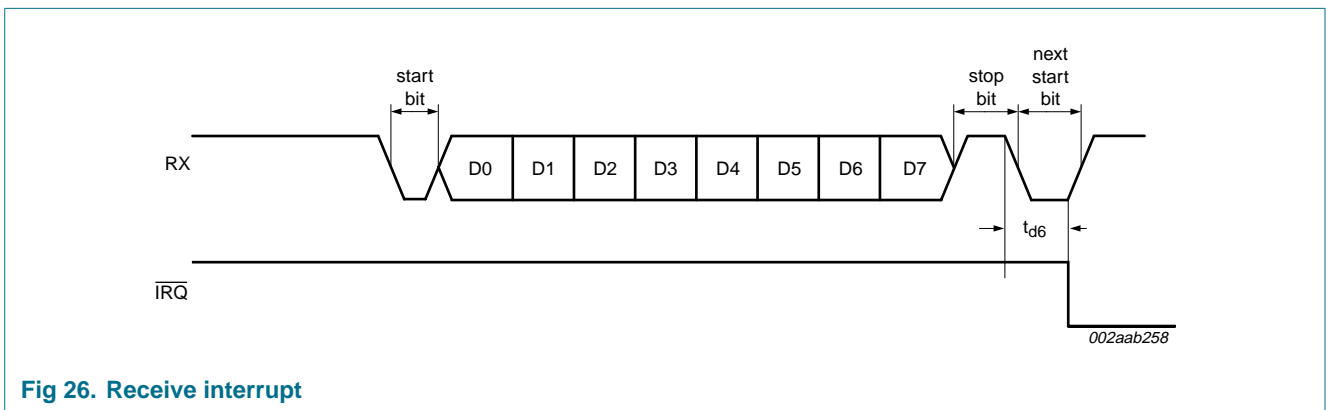 next
start
bit
stop
bit
start
bit
RX
D0 D1 D2 D3 D4 D5 D6 D7
td6
IRQ
002aab258
Fig 26. Receive interrupt